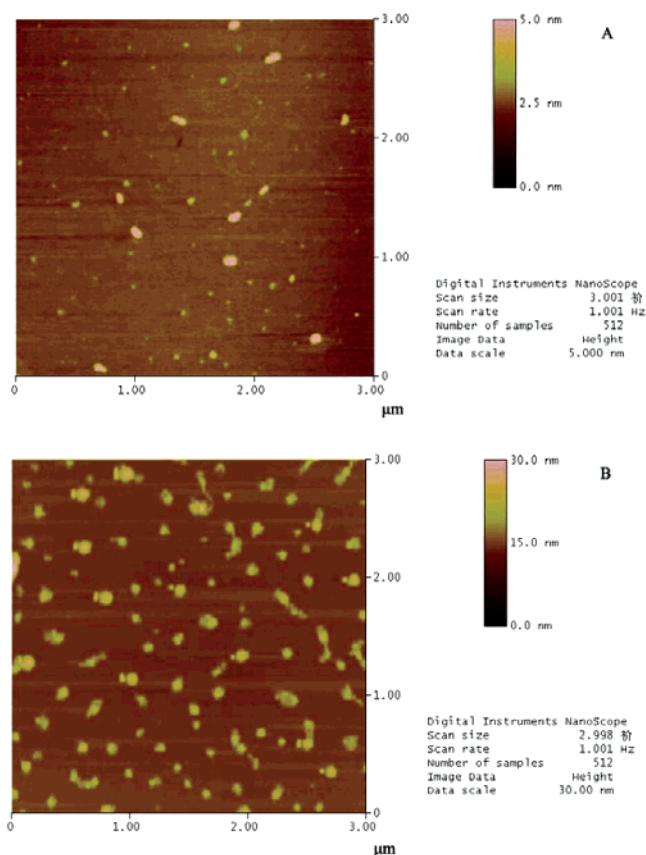 3.00
5.0 nm
A
2.00
2.5 nm
0.0 nm
1.00
Digital Instruments NanoScope
Scan size 3.001 祄
Scan rate 1.001 Hz
Number of samples 512
Image Data Height
Data scale 5.000 nm
0
0 1.00 2.00 3.00
μm
3.00
30.0 nm
B
15.0 nm
2.00
0.0 nm
1.00
Digital Instruments NanoScope
Scan size 2.998 祄
Scan rate 1.001 Hz
Number of samples 512
Image Data Height
Data scale 30.00 nm
0
0 1.00 2.00 3.00
μm